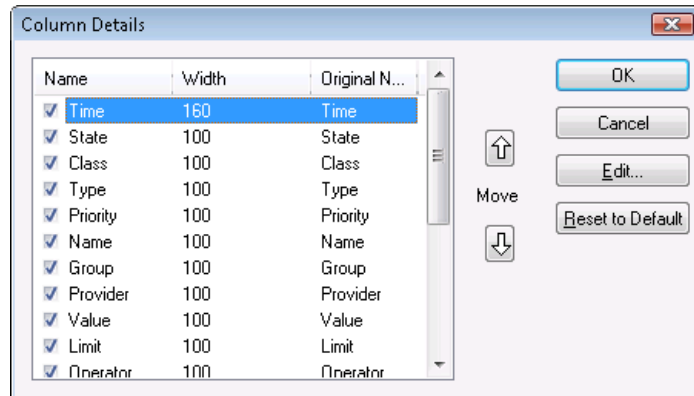 Column Details
Name Width Original N...
Time 160 Time
State 100 State
Class 100 Class
Type 100 Type
Priority 100 Priority
Name 100 Name
Group 100 Group
Provider 100 Provider
Value 100 Value
Limit 100 Limit
Operator 100 Operator
Move
OK
Cancel
Edit...
Reset to Default